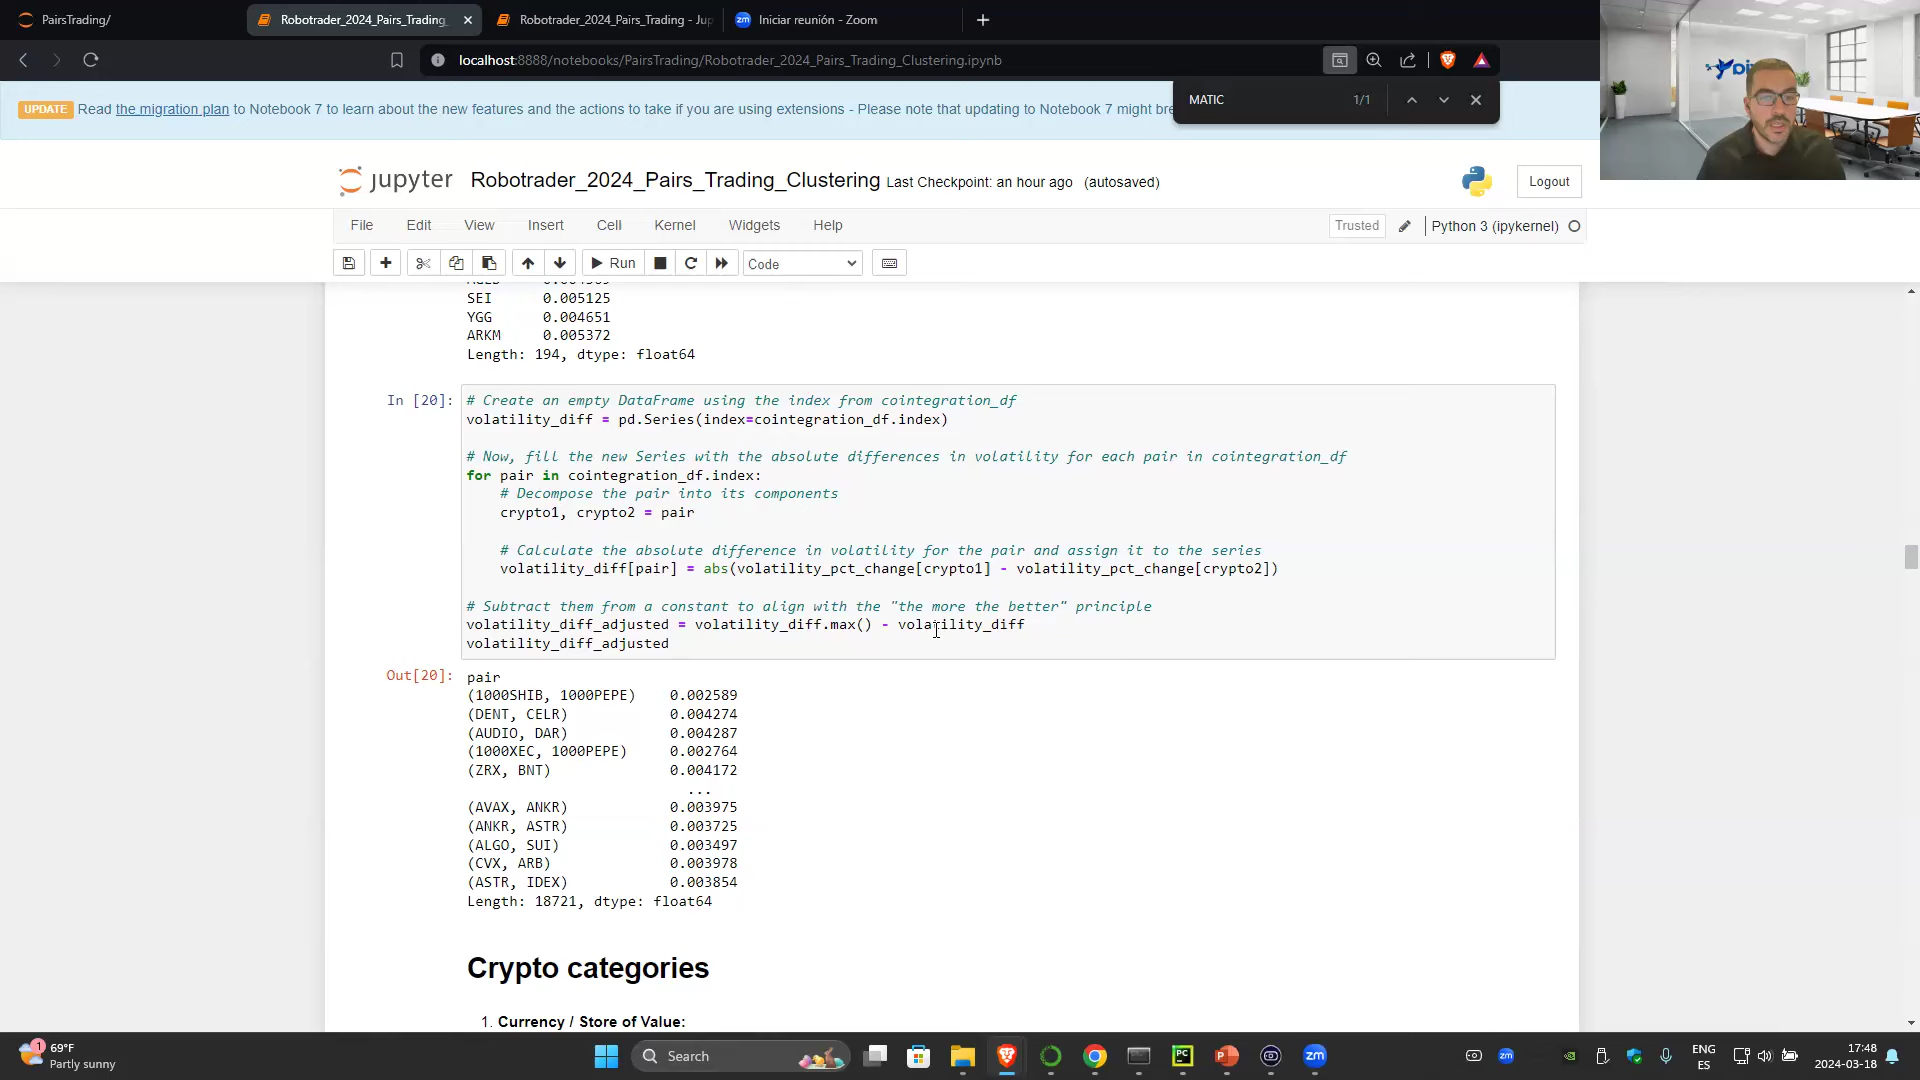 PairsTrading/
Robotrader_2024_Pairs_Trading_
Robotrader_2024_Pairs_Trading - Jup
zm Iniciar reunión - Zoom
localhost:8888/notebooks/PairsTrading/Robotrader_2024_Pairs_Trading_Clustering.ipynb
MATIC 1/1
UPDATE Read the migration plan to Notebook 7 to learn about the new features and the actions to take if you are using extensions - Please note that updating to Notebook 7 might bre
jupyter Robotrader_2024_Pairs_Trading_Clustering Last Checkpoint: an hour ago (autosaved)
Logout
File Edit View Insert Cell Kernel Widgets Help
Trusted Python 3 (ipykernel)
Run Code
SEI 0.005125
YGG 0.004651
ARKM 0.005372
Length: 194, dtype: float64
In [20]: # Create an empty DataFrame using the index from cointegration_df
volatility_diff = pd.Series(index=cointegration_df.index)
# Now, fill the new Series with the absolute differences in volatility for each pair in cointegration_df
for pair in cointegration_df.index:
# Decompose the pair into its components
crypto1, crypto2 = pair
# Calculate the absolute difference in volatility for the pair and assign it to the series
volatility_diff[pair] = abs(volatility_pct_change[crypto1] - volatility_pct_change[crypto2])
# Subtract them from a constant to align with the "the more the better" principle
volatility_diff_adjusted = volatility_diff.max() - volatility_diff
volatility_diff_adjusted
Out[20]: pair
(1000SHIB, 1000PEPE) 0.002589
(DENT, CELR) 0.004274
(AUDIO, DAR) 0.004287
(1000XEC, 1000PEPE) 0.002764
(ZRX, BNT) 0.004172
...
(AVAX, ANKR) 0.003975
(ANKR, ASTR) 0.003725
(ALGO, SUI) 0.003497
(CVX, ARB) 0.003978
(ASTR, IDEX) 0.003854
Length: 18721, dtype: float64
Crypto categories
1. Currency / Store of Value:
1 69°F
Partly sunny
Search
PC
zm
zm
ENG
ES
17:48
2024-03-18